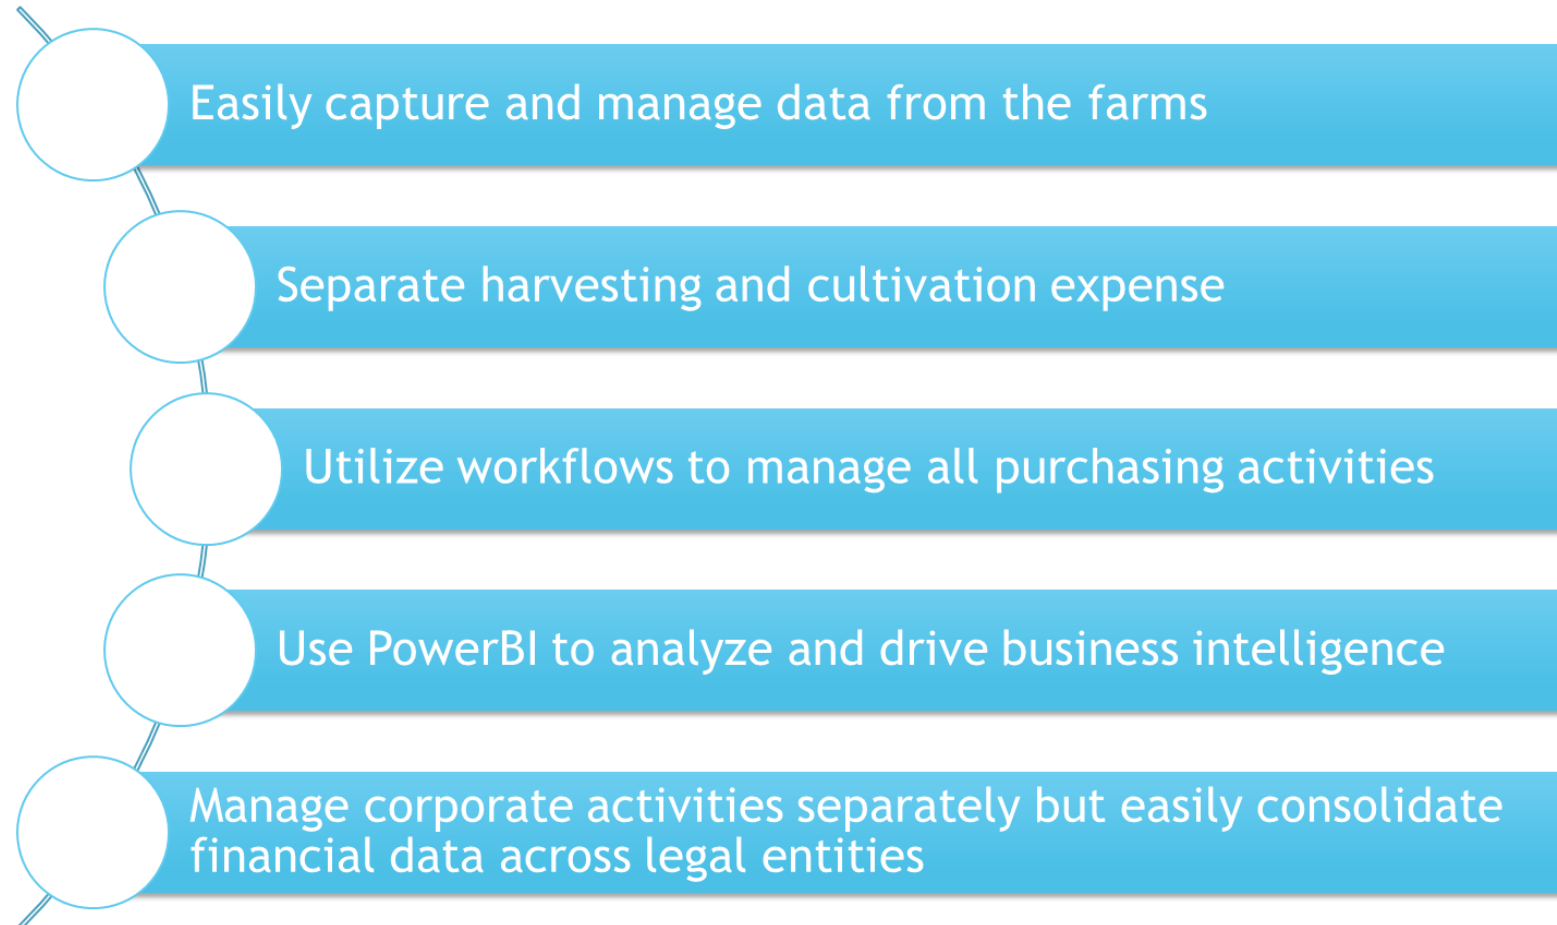 Easily capture and manage data from the farms
Separate harvesting and cultivation expense
Utilize workflows to manage all purchasing activities
Use PowerBI to analyze and drive business intelligence
Manage corporate activities separately but easily consolidate
financial data across legal entities